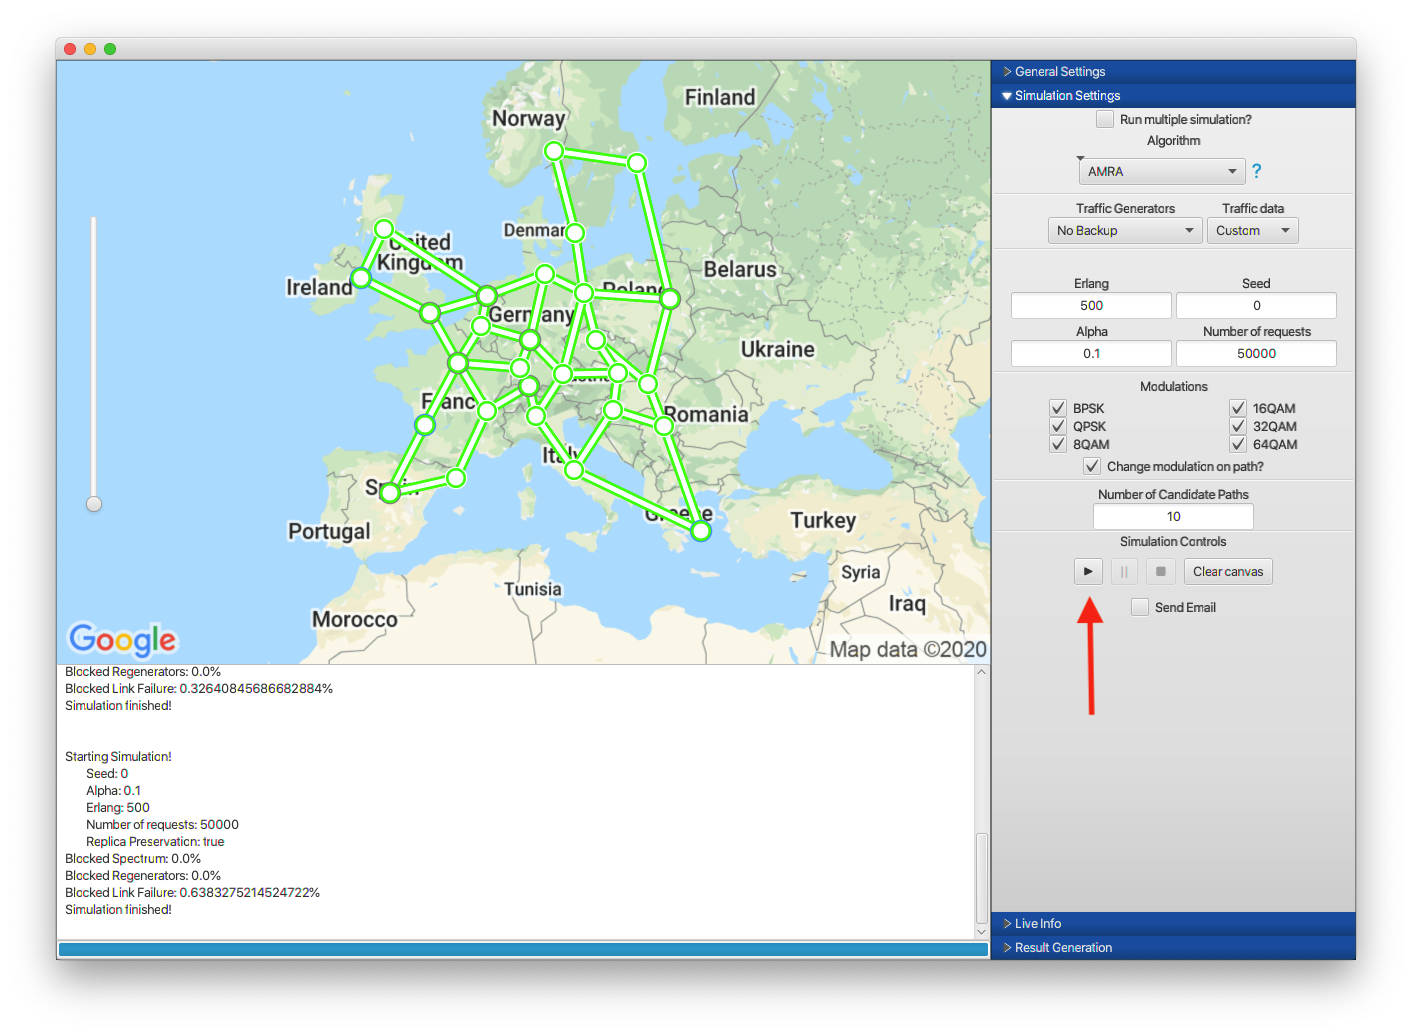 Norway
Finland
Denmar
United
Kingdom
Ireland
Belarus
Poland
Germany
Ukraine
Franc
Romania
Italy
Spain
Portugal
Greece
Turkey
Tunisia
Syria
Morocco
Iraq
Google
Map data ©2020
Blocked Regenerators: 0.0%
Blocked Link Failure: 0.32640845686682884%
Simulation finished!
Starting Simulation!
Seed: 0
Alpha: 0.1
Erlang: 500
Number of requests: 50000
Replica Preservation: true
Blocked Spectrum: 0.0%
Blocked Regenerators: 0.0%
Blocked Link Failure: 0.6383275214524722%
Simulation finished!
General Settings
Simulation Settings
Run multiple simulation?
Algorithm
AMRA ?
Traffic Generators Traffic data
No Backup Custom
Erlang Seed
500 0
Alpha Number of requests
0.1 50000
Modulations
BPSK 16QAM
QPSK 32QAM
8QAM 64QAM
Change modulation on path?
Number of Candidate Paths
10
Simulation Controls
Clear canvas
Send Email
Live Info
Result Generation